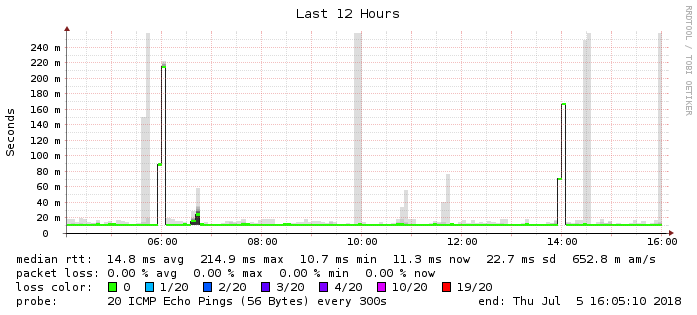 Last 12 Hours
RRDTOOL / TOBI OETIKER
Seconds
240 m
220 m
200 m
180 m
160 m
140 m
120 m
100 m
80 m
60 m
40 m
20 m
0
06:00 08:00 10:00 12:00 14:00 16:00
median rtt: 14.8 ms avg 214.9 ms max 10.7 ms min 11.3 ms now 22.7 ms sd 652.8 m am/s
packet loss: 0.00 % avg 0.00 % max 0.00 % min 0.00 % now
loss color: 0 1/20 2/20 3/20 4/20 10/20 19/20
probe: 20 ICMP Echo Pings (56 Bytes) every 300s end: Thu Jul 5 16:05:10 2018